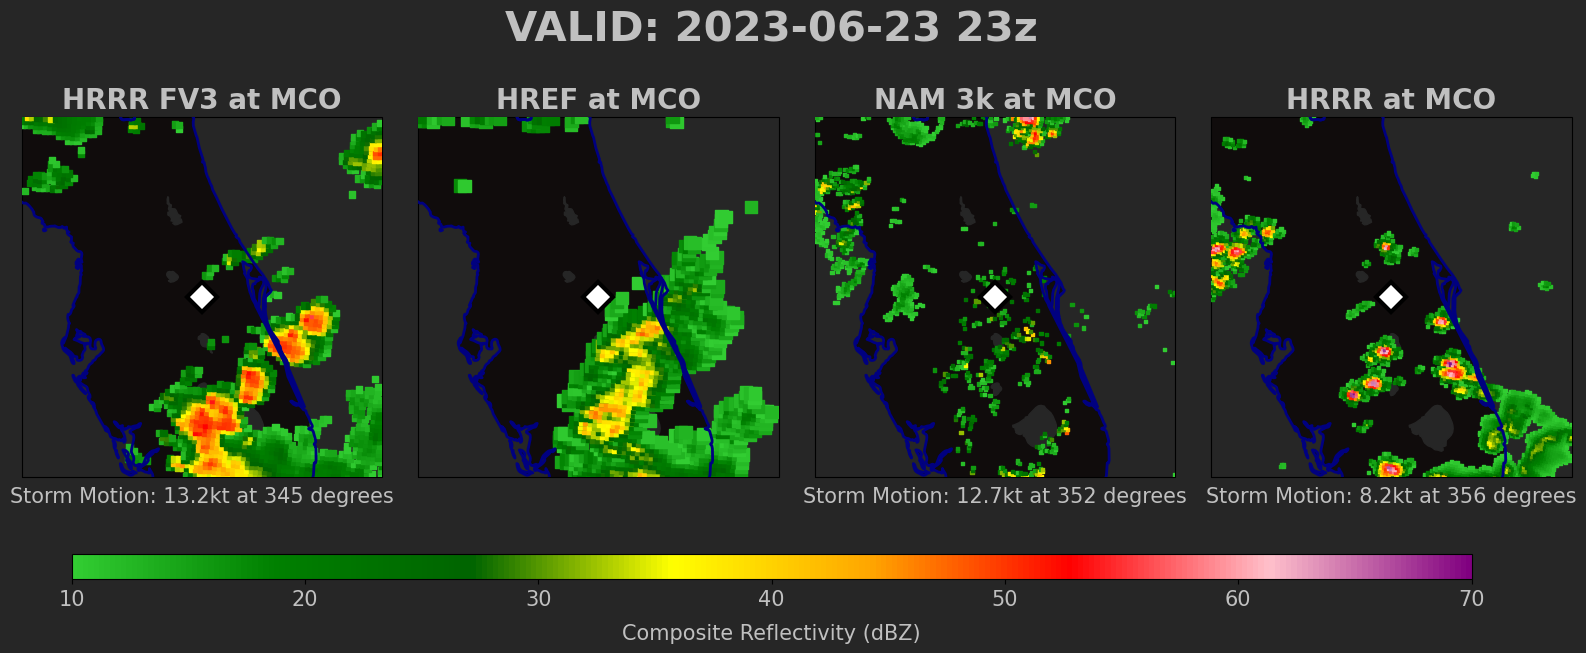 VALID: 2023-06-23 23z
HRRR FV3 at MCO
HREF at MCO
NAM 3k at MCO
HRRR at MCO
Storm Motion: 13.2kt at 345 degrees
Storm Motion: 12.7kt at 352 degrees
Storm Motion: 8.2kt at 356 degrees
10 20 30 40 50 60 70
Composite Reflectivity (dBZ)